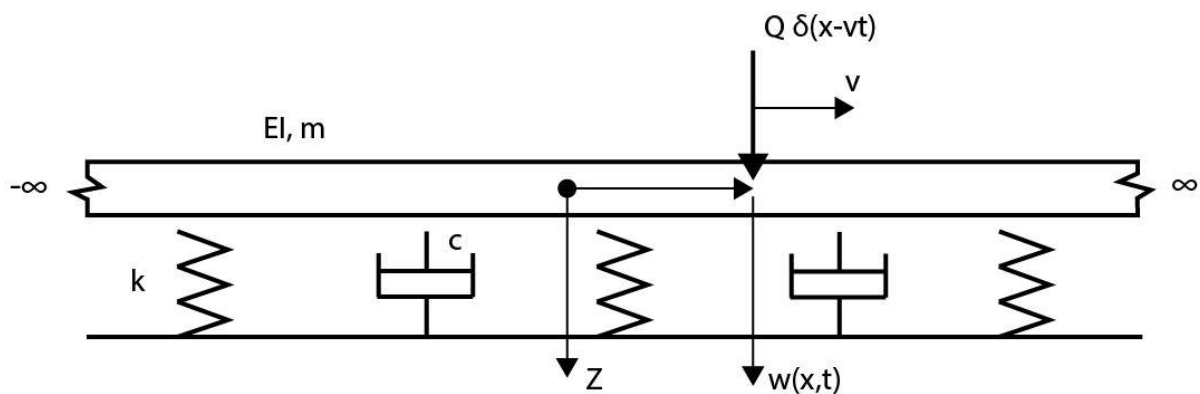 Q δ(x-vt)
v
EI, m
-∞
∞
c
k
Z
w(x,t)